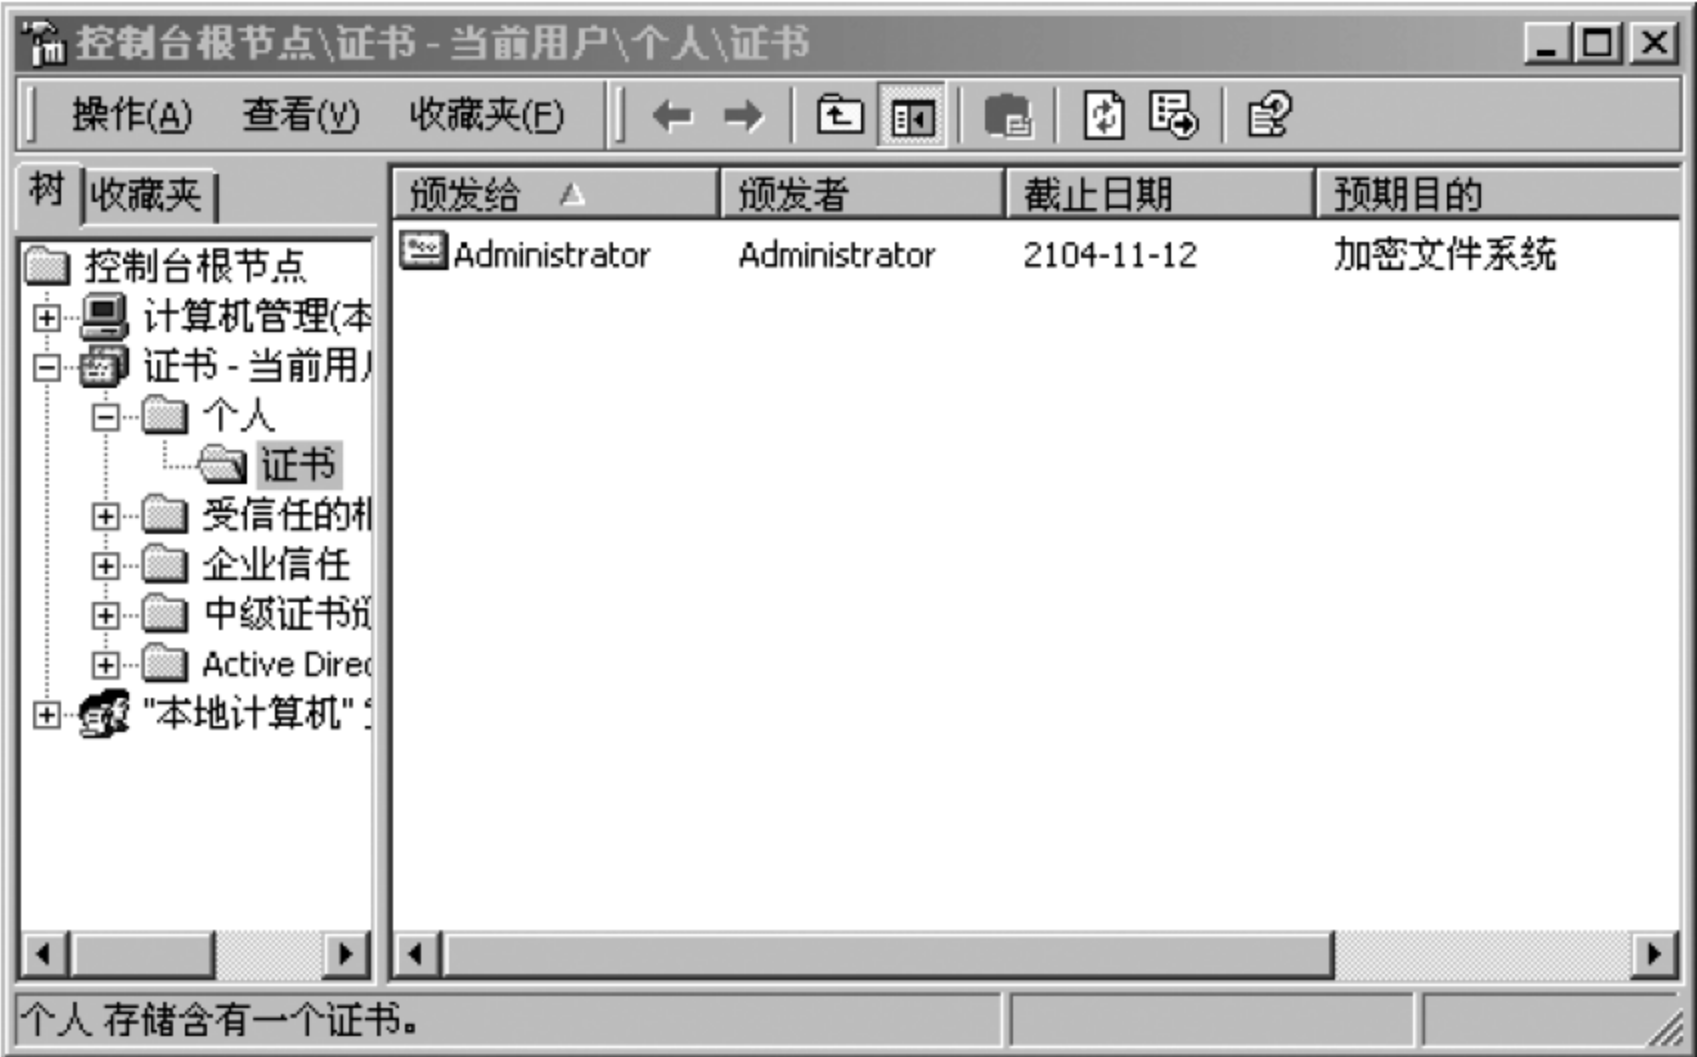 控制台根节点\证书 - 当前用户\个人\证书
操作(A) 查看(V) 收藏夹(F)
树 收藏夹
颁发给 颁发者 截止日期 预期目的
Administrator Administrator 2104-11-12 加密文件系统
控制台根节点
计算机管理(本
证书 - 当前用
个人
证书
受信任的
企业信任
中级证书
Active Direc
"本地计算机"
个人 存储含有一个证书。